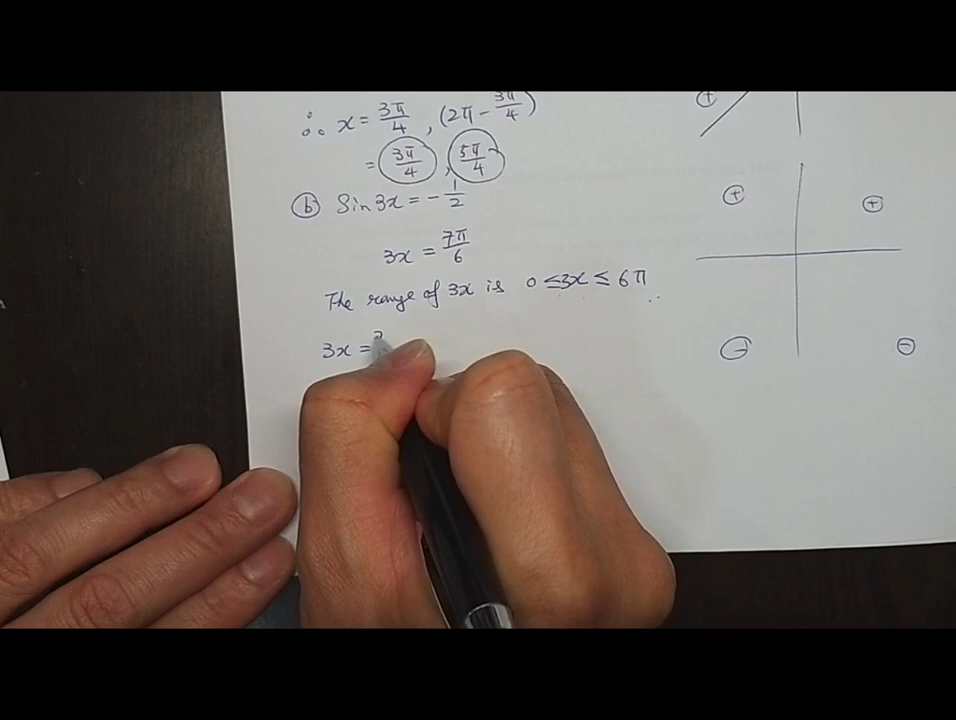 ∴ x = 3π/4 , (2π - 3π/4)
= 3π/4 , 5π/4
ⓑ Sin 3x = - 1/2
3x = 7π/6
The range of 3x is 0 ≤ 3x ≤ 6π
3x =
+
+ +
- -